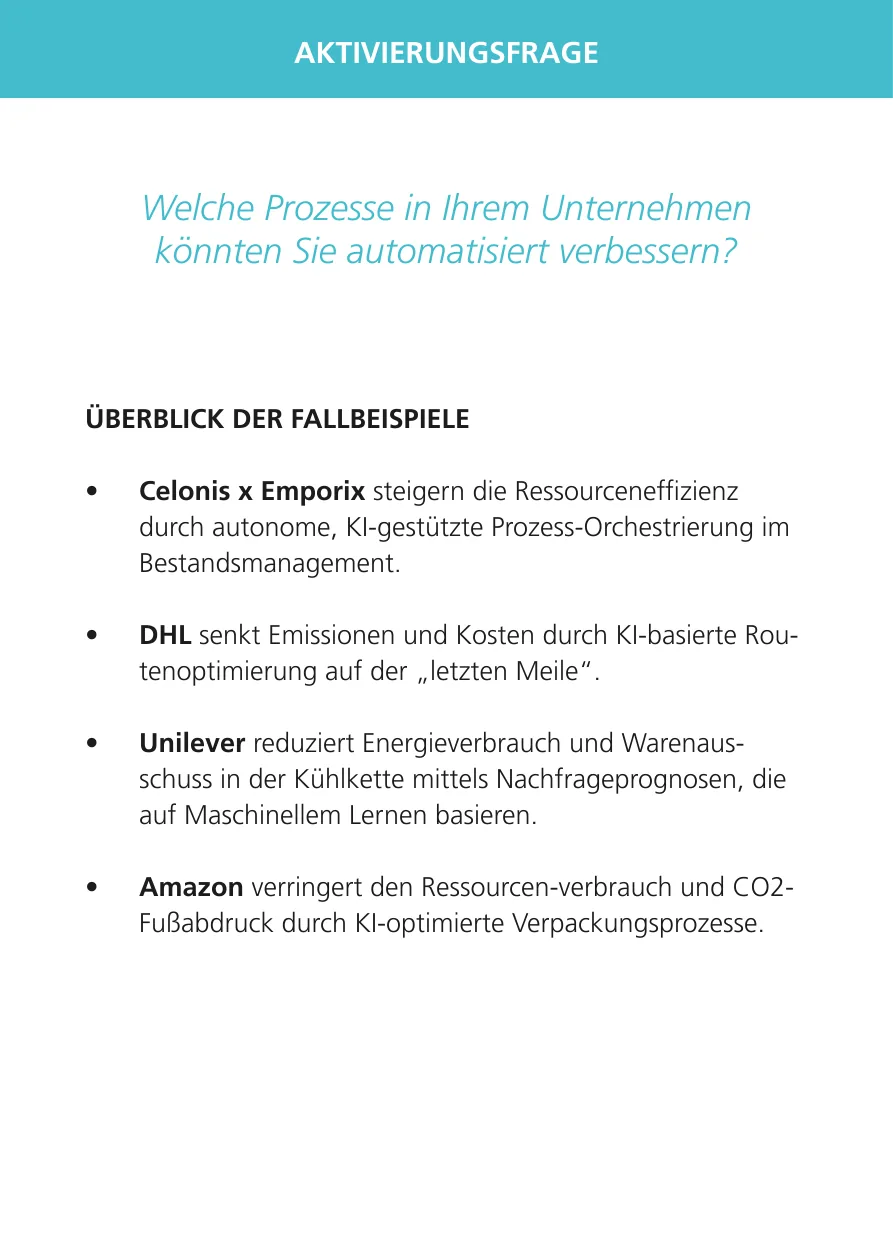 AKTIVIERUNGSFRAGE
Welche Prozesse in Ihrem Unternehmen
könnten Sie automatisiert verbessern?
ÜBERBLICK DER FALLBEISPIELE
• Celonis x Emporix steigern die Ressourceneffizienz
durch autonome, KI-gestützte Prozess-Orchestrierung im
Bestandsmanagement.
• DHL senkt Emissionen und Kosten durch KI-basierte Rou-
tenoptimierung auf der „letzten Meile“.
• Unilever reduziert Energieverbrauch und Warenaus-
schuss in der Kühlkette mittels Nachfrageprognosen, die
auf Maschinellem Lernen basieren.
• Amazon verringert den Ressourcen-verbrauch und CO2-
Fußabdruck durch KI-optimierte Verpackungsprozesse.